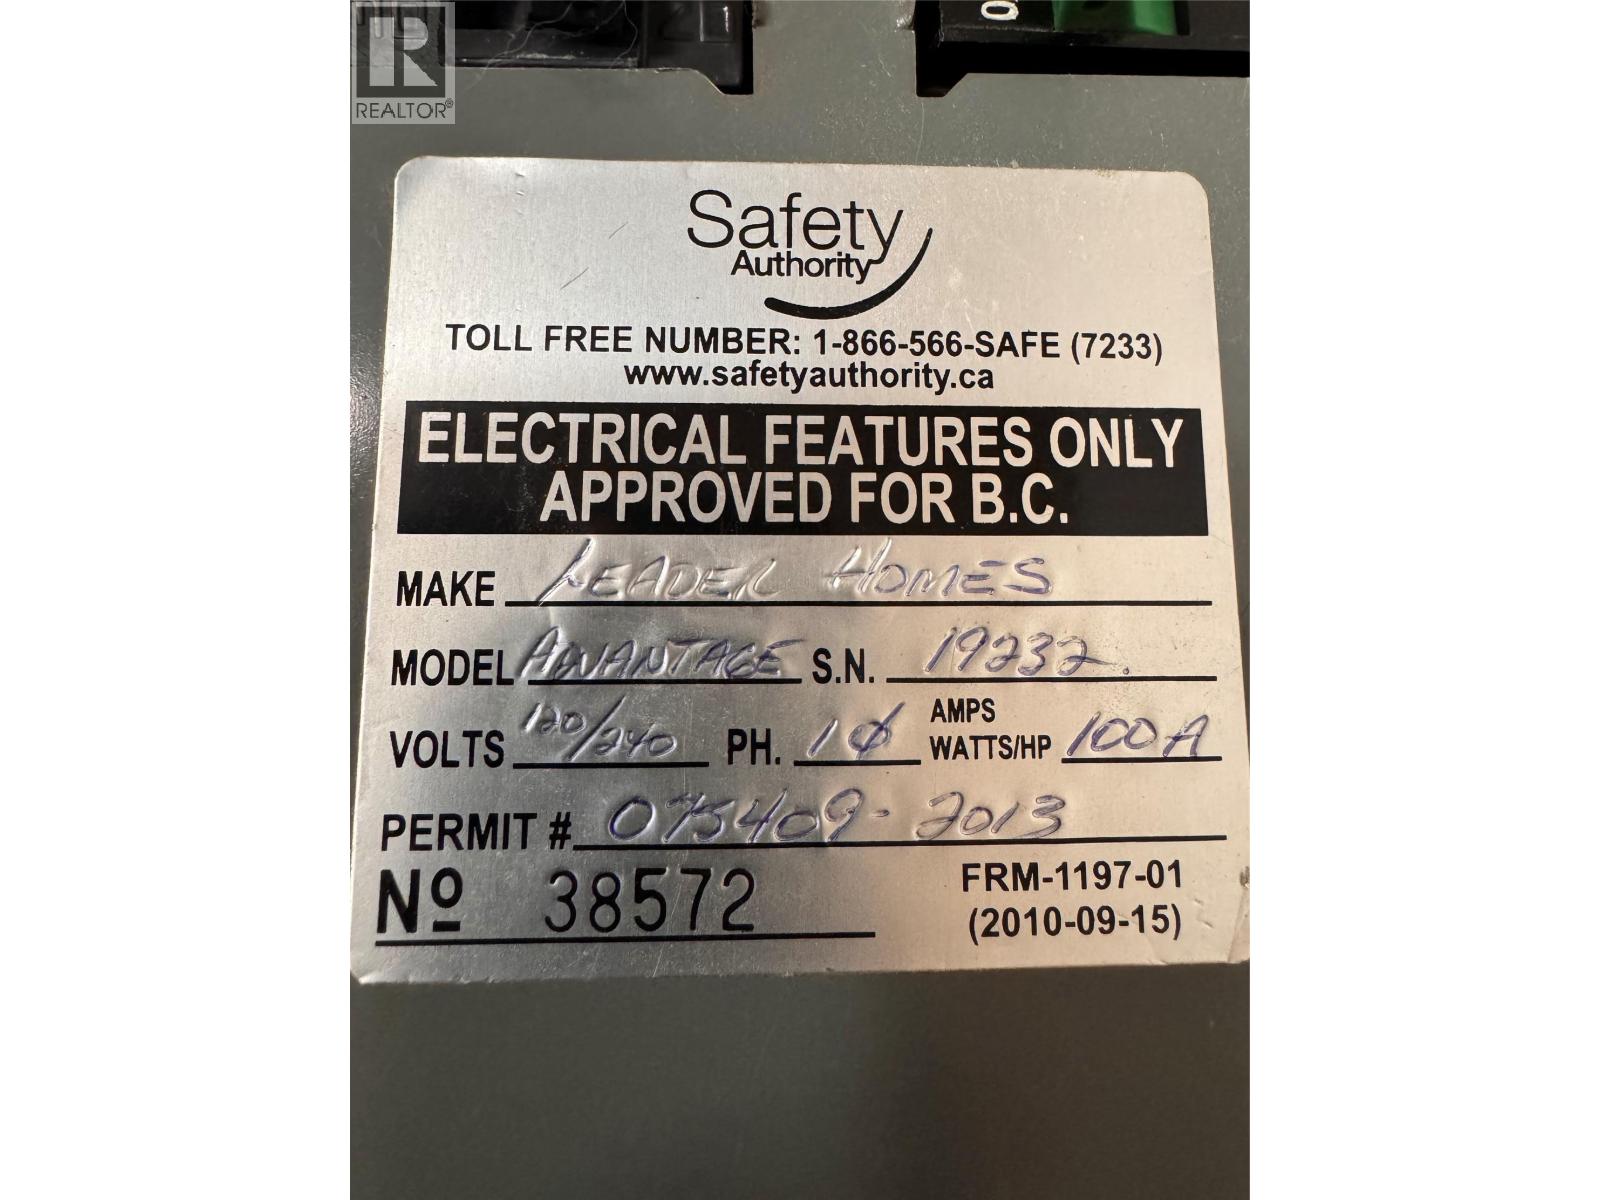 REALTOR®
0
Safety
Authority
TOLL FREE NUMBER: 1-866-566-SAFE (7233)
www.safetyauthority.ca
ELECTRICAL FEATURES ONLY
APPROVED FOR B.C.
MAKE LEADER HOMES
MODEL ADVANTAGE S.N. 19232.
VOLTS 120/240 PH. 1 Ø AMPS WATTS/HP 100A
PERMIT # 075409-2013
Nº 38572
FRM-1197-01
(2010-09-15)